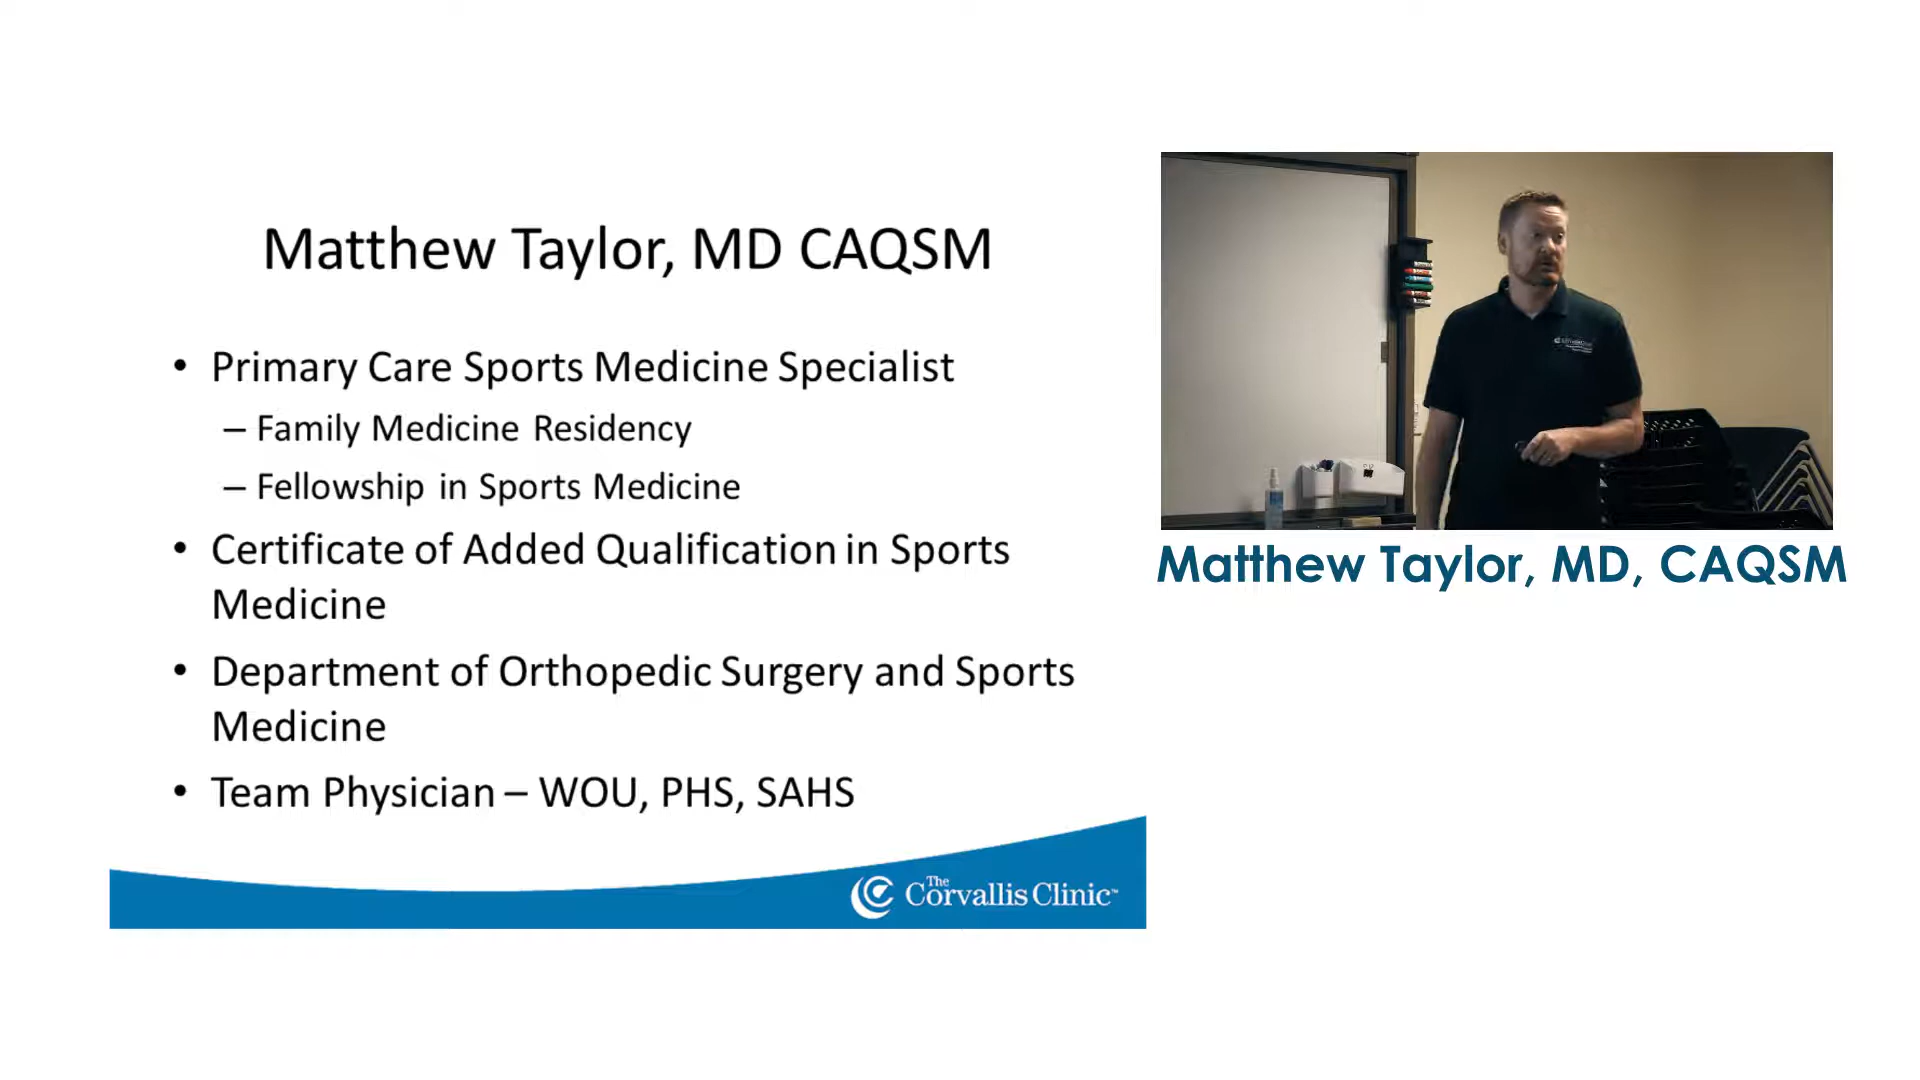 Matthew Taylor, MD CAQSM
• Primary Care Sports Medicine Specialist
– Family Medicine Residency
– Fellowship in Sports Medicine
• Certificate of Added Qualification in Sports
Medicine
• Department of Orthopedic Surgery and Sports
Medicine
• Team Physician – WOU, PHS, SAHS
The
Corvallis Clinic™
Matthew Taylor, MD, CAQSM